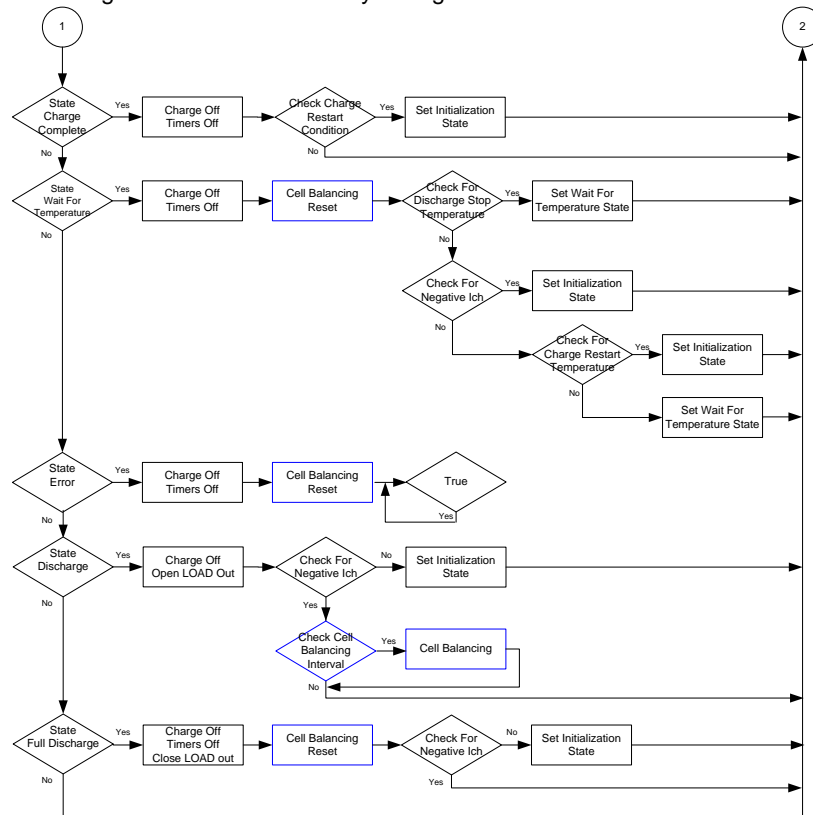 1
2
State
Charge
Complete
Yes
No
Charge Off
Timers Off
Check Charge
Restart
Condition
Yes
No
Set Initialization
State
State
Wait For
Temperature
Yes
No
Charge Off
Timers Off
Cell Balancing
Reset
Check For
Discharge Stop
Temperature
Yes
No
Set Wait For
Temperature State
Check For
Negative Ich
Yes
No
Set Initialization
State
Check For
Charge Restart
Temperature
Yes
No
Set Initialization
State
Set Wait For
Temperature State
State
Error
Yes
No
Charge Off
Timers Off
Cell Balancing
Reset
True
Yes
State
Discharge
Yes
No
Charge Off
Open LOAD Out
Check For
Negative Ich
No
Yes
Set Initialization
State
Check Cell
Balancing
Interval
Yes
No
Cell Balancing
State
Full Discharge
Yes
No
Charge Off
Timers Off
Close LOAD out
Cell Balancing
Reset
Check For
Negative Ich
No
Yes
Set Initialization
State